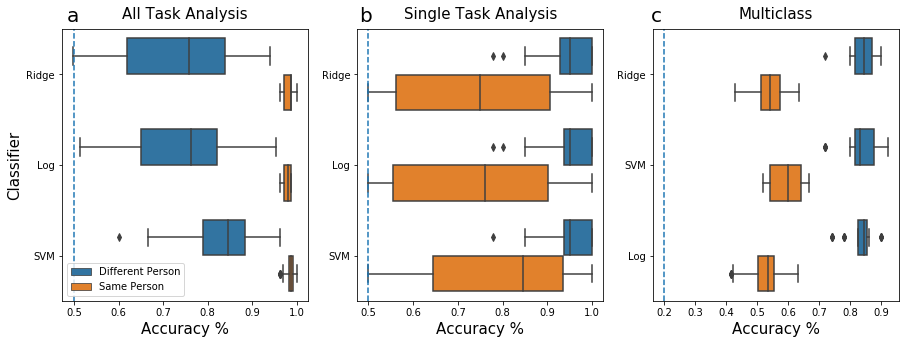 a All Task Analysis
b Single Task Analysis
c Multiclass
Classifier
Ridge
Log
SVM
Different Person
Same Person
0.5 0.6 0.7 0.8 0.9 1.0
Accuracy %
Ridge
Log
SVM
0.5 0.6 0.7 0.8 0.9 1.0
Accuracy %
Ridge
SVM
Log
0.2 0.3 0.4 0.5 0.6 0.7 0.8 0.9
Accuracy %